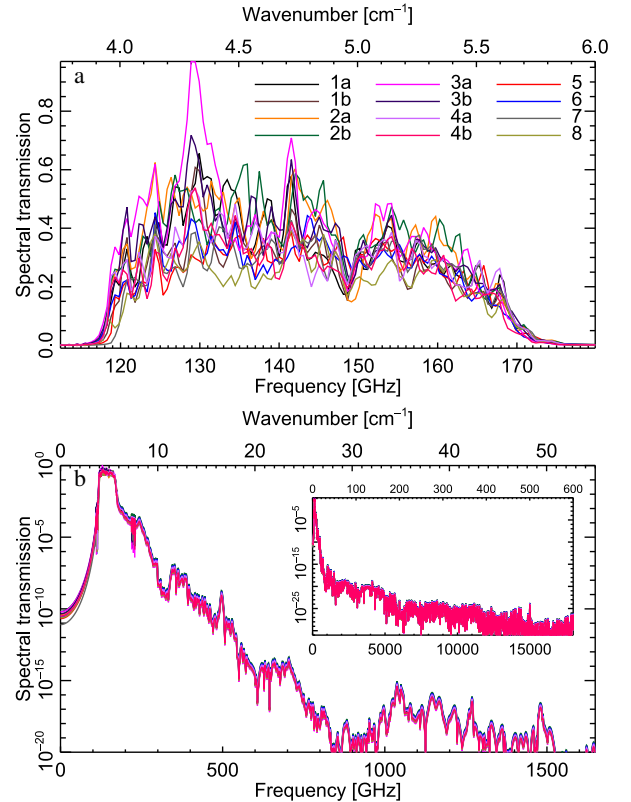 Wavenumber [cm⁻¹]
4.0 4.5 5.0 5.5 6.0
a
1a 3a 5
1b 3b 6
2a 4a 7
2b 4b 8
Spectral transmission
0.8
0.6
0.4
0.2
0.0
120 130 140 150 160 170
Frequency [GHz]
Wavenumber [cm⁻¹]
0 10 20 30 40 50
b
Spectral transmission
10⁰
10⁻⁵
10⁻¹⁰
10⁻¹⁵
10⁻²⁰
0 100 200 300 400 500 600
10⁻⁵
10⁻¹⁵
10⁻²⁵
0 5000 10000 15000
0 500 1000 1500
Frequency [GHz]